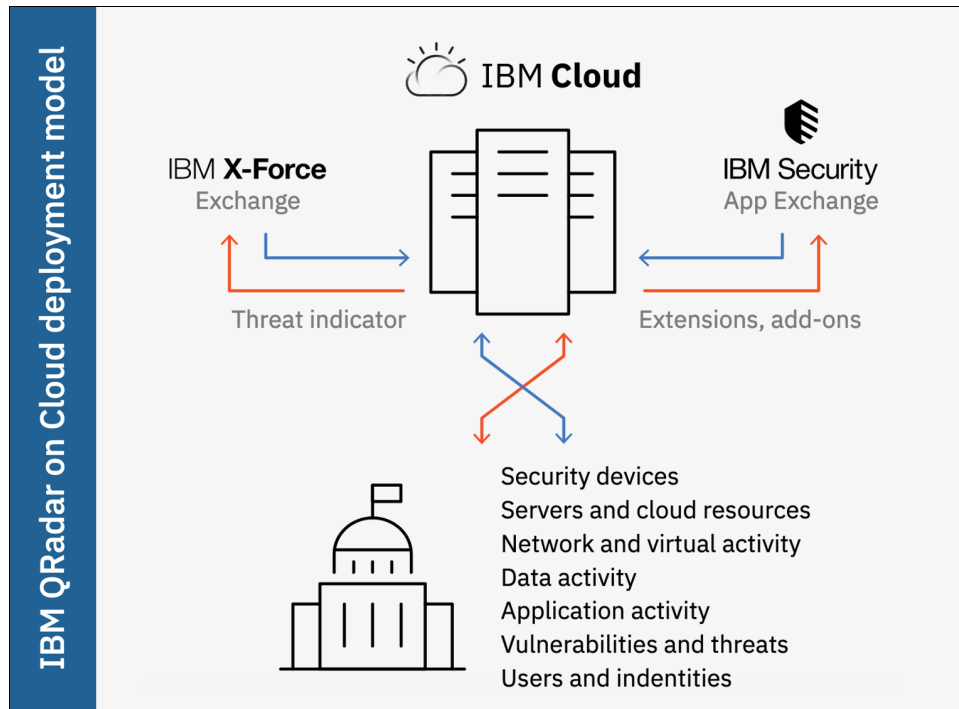 IBM QRadar on Cloud deployment model
IBM Cloud
IBM X-Force
Exchange
IBM Security
App Exchange
Threat indicator
Extensions, add-ons
Security devices
Servers and cloud resources
Network and virtual activity
Data activity
Application activity
Vulnerabilities and threats
Users and indentities